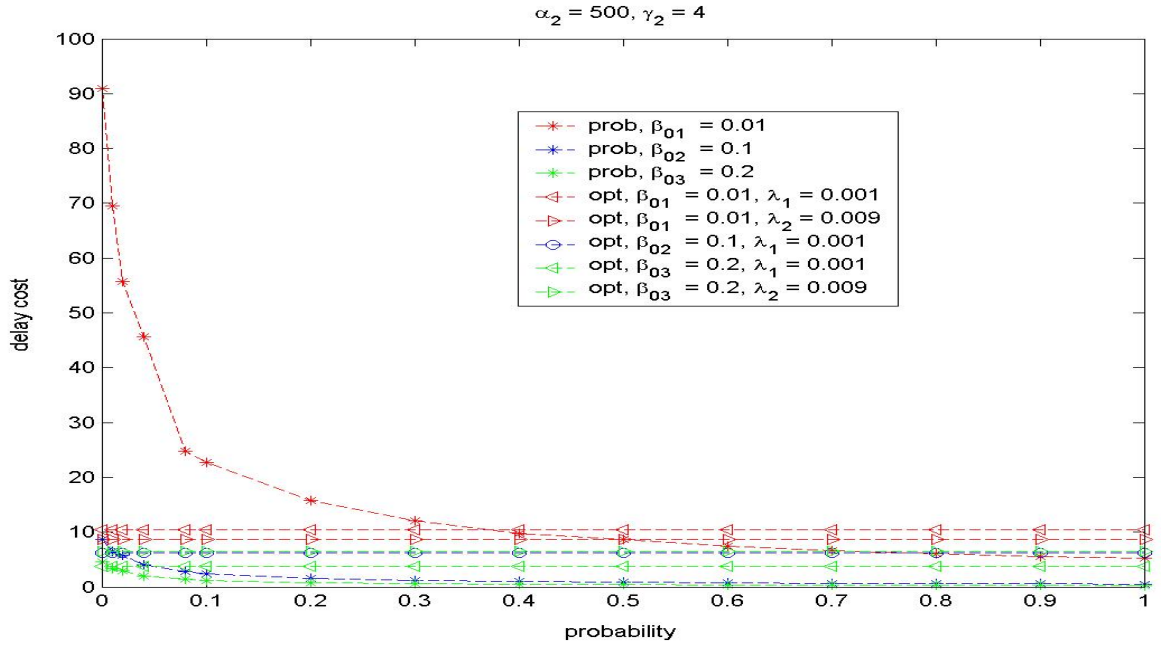 α₂ = 500, γ₂ = 4
100
90
80
70
60
50
40
30
20
10
0
delay cost
prob, β₀₁ = 0.01
prob, β₀₂ = 0.1
prob, β₀₃ = 0.2
opt, β₀₁ = 0.01, λ₁ = 0.001
opt, β₀₁ = 0.01, λ₂ = 0.009
opt, β₀₂ = 0.1, λ₁ = 0.001
opt, β₀₃ = 0.2, λ₁ = 0.001
opt, β₀₃ = 0.2, λ₂ = 0.009
0 0.1 0.2 0.3 0.4 0.5 0.6 0.7 0.8 0.9 1
probability